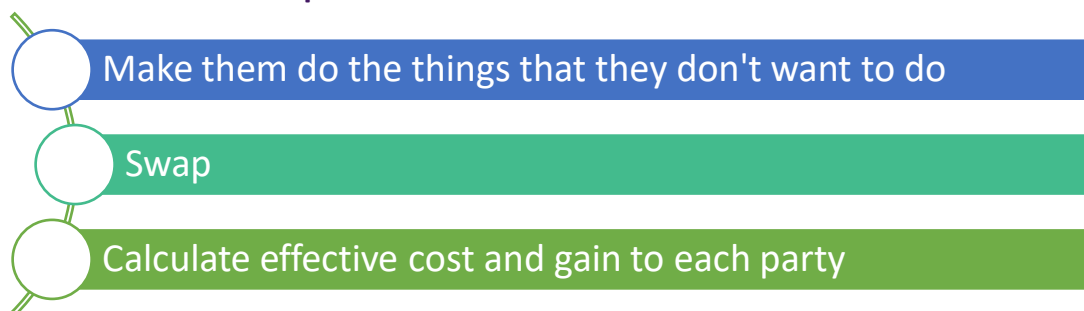 Make them do the things that they don't want to do
Swap
Calculate effective cost and gain to each party